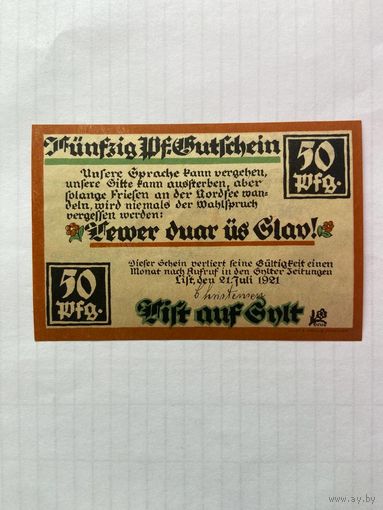 Fünfzig Pf. Gutschein
50
Pfg.
Unsere Sprache kann vergehen,
unsere Sitte kann aussterben, aber
solange Friesen an der Nordsee wan-
deln, wird niemals der Wahlspruch
vergessen werden:
Lewer duar üs Slav!
50
Pfg.
Dieser Schein verliert seine Gültigkeit einen
Monat nach Aufruf in den Sylter Zeitungen
List, den 21. Juli 1921
List auf Sylt
www.ay.by